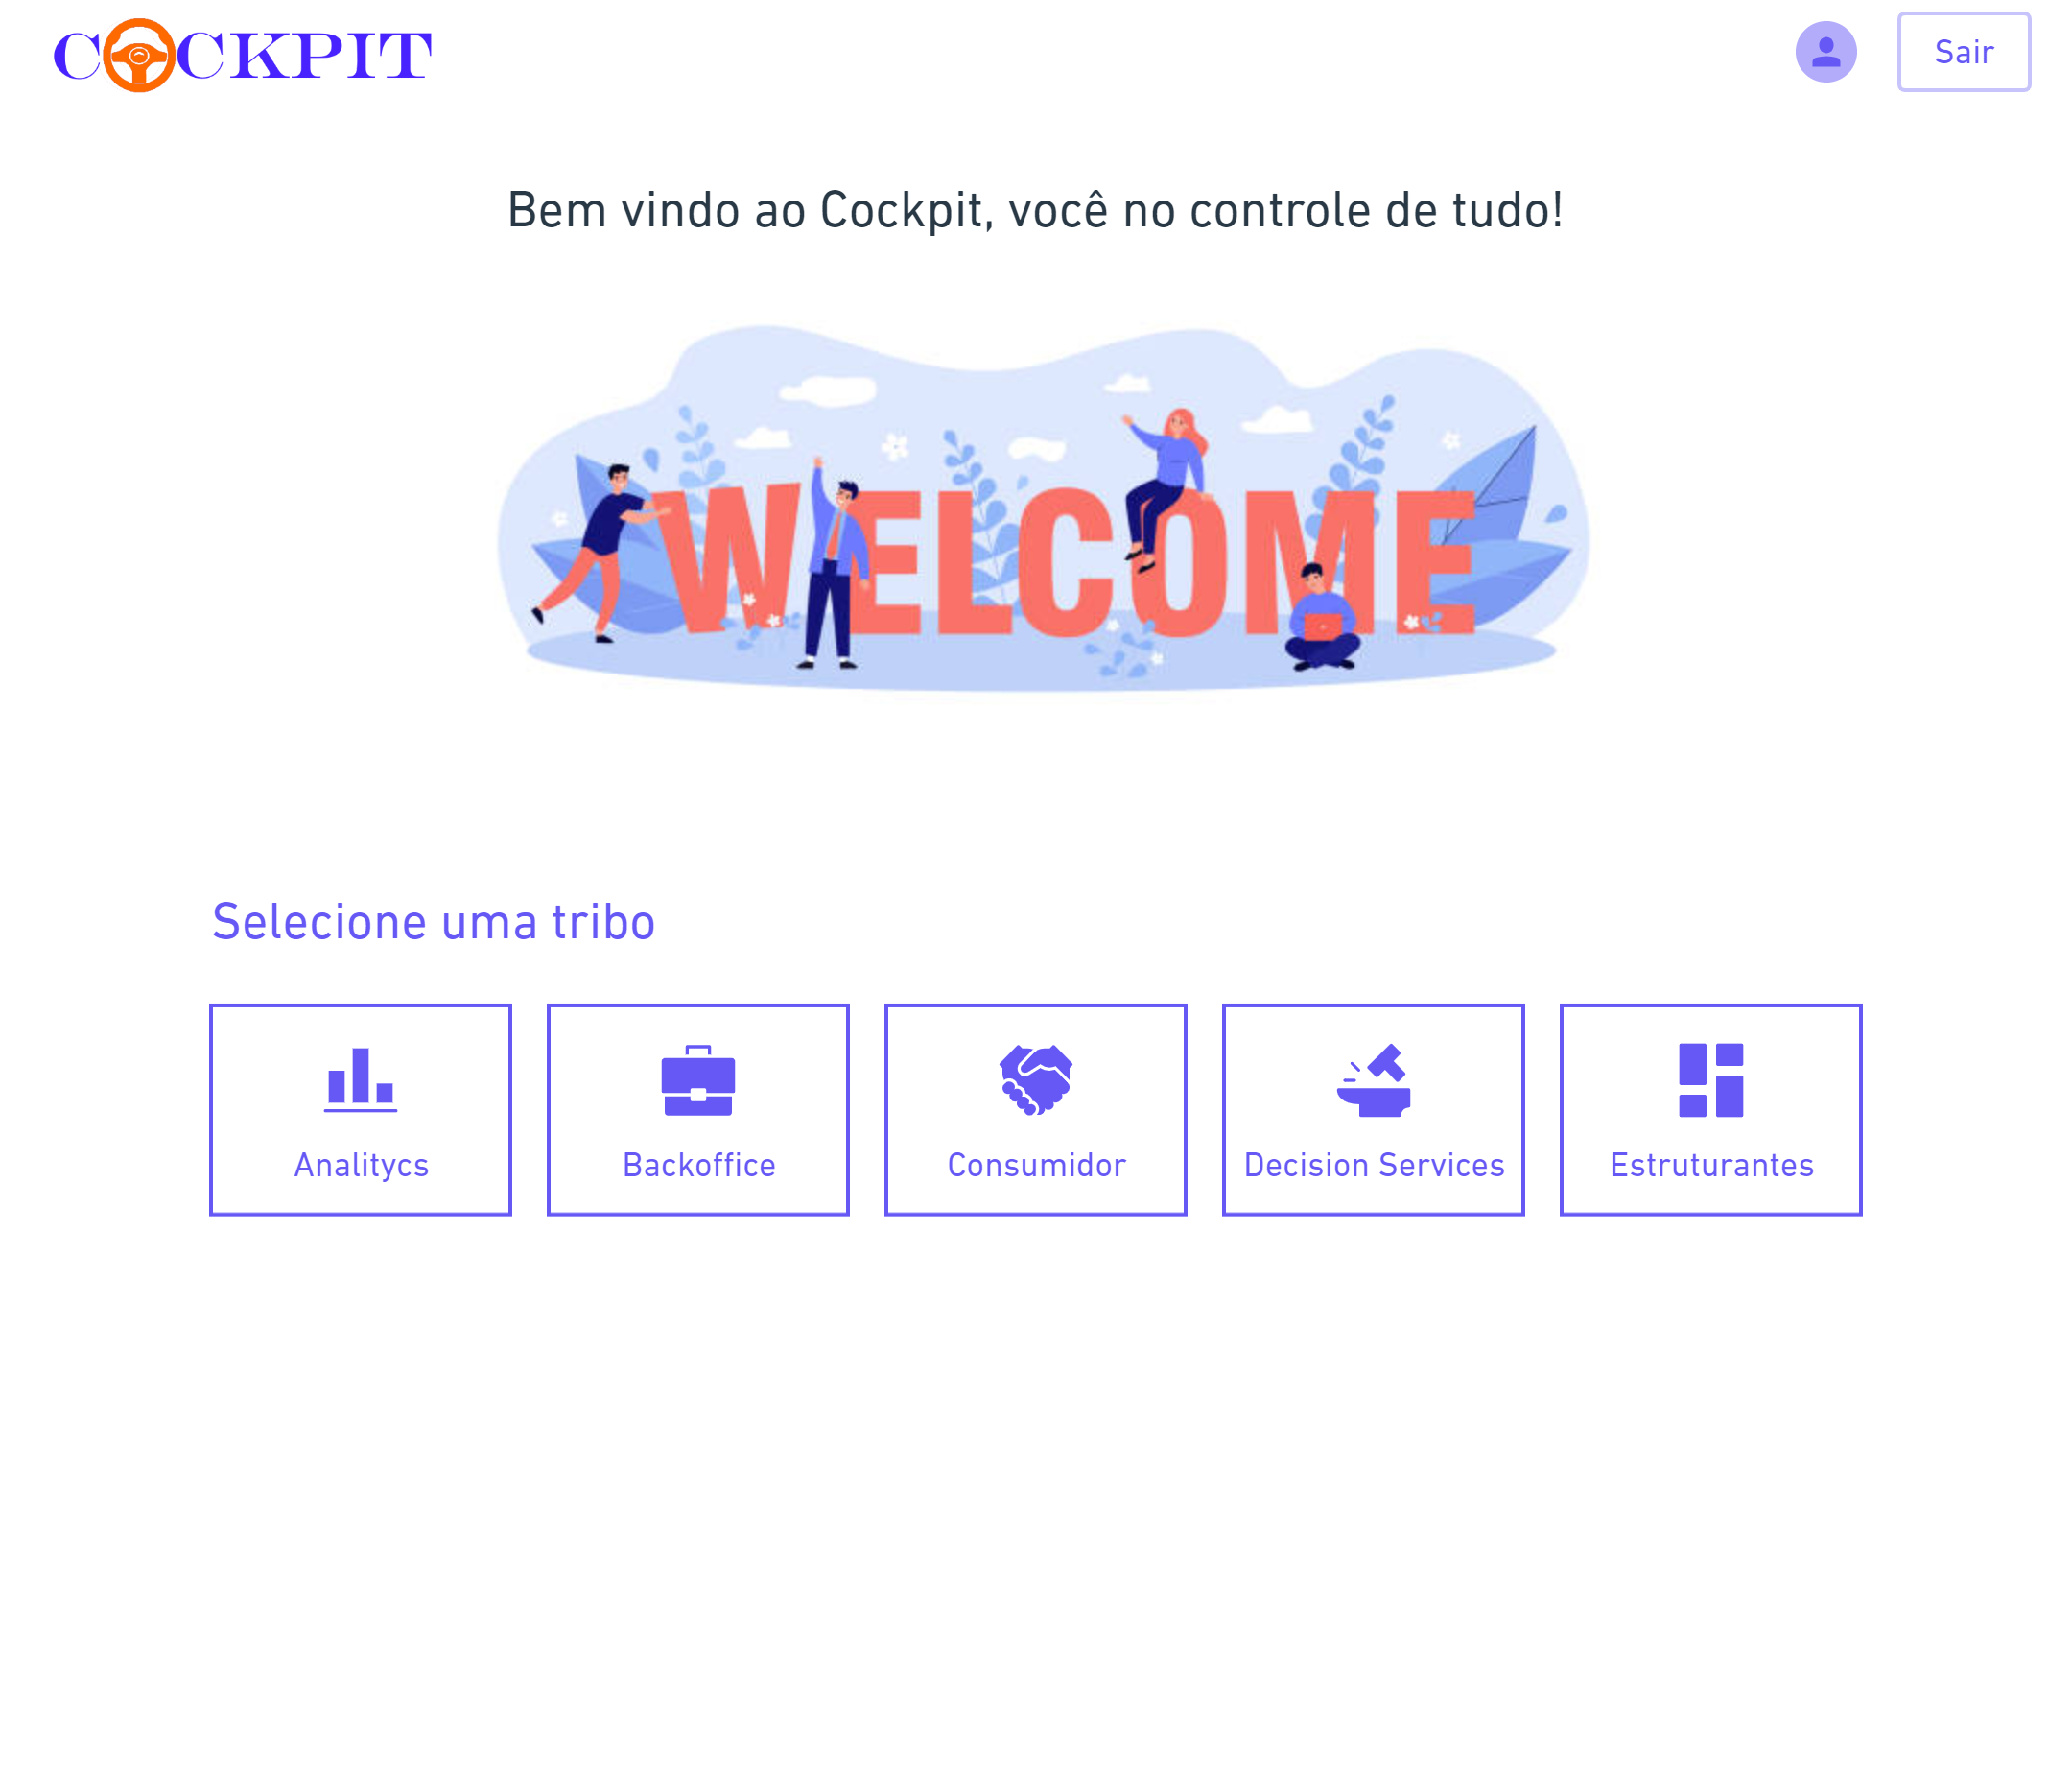 COCKPIT
Sair
Bem vindo ao Cockpit, você no controle de tudo!
WELCOME
Selecione uma tribo
Analitycs
Backoffice
Consumidor
Decision Services
Estruturantes